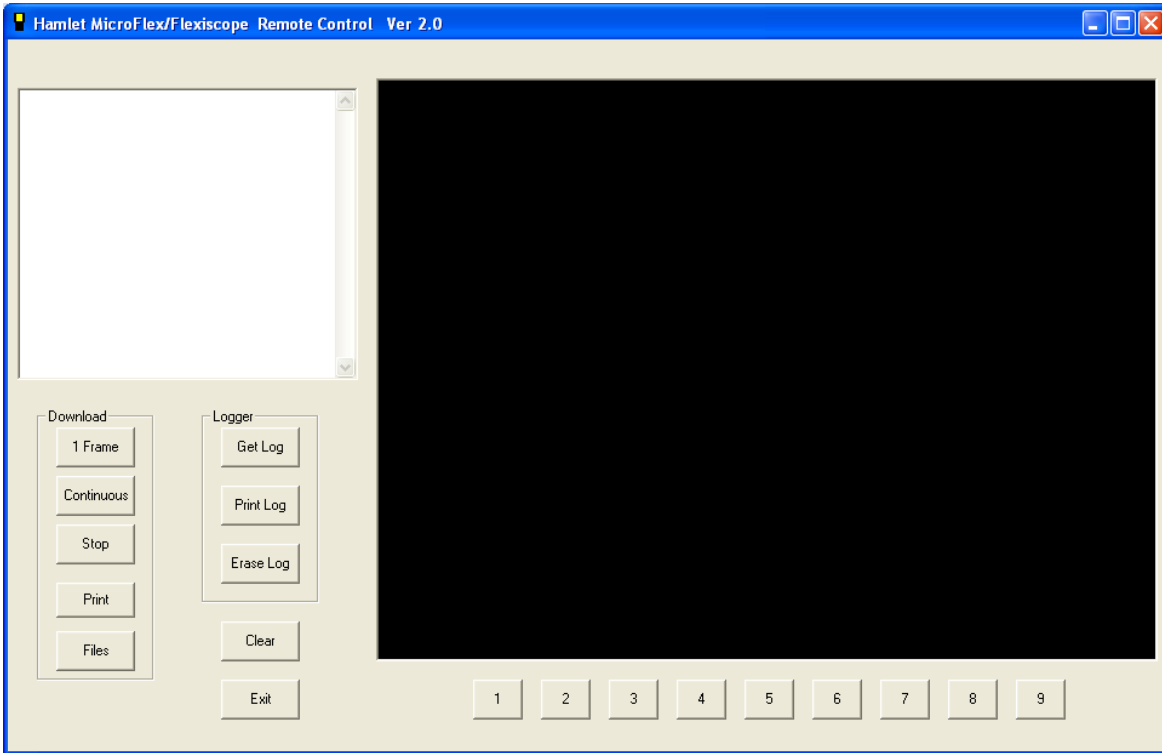 Hamlet MicroFlex/Flexiscope Remote Control Ver 2.0
Download
1 Frame
Continuous
Stop
Print
Files
Logger
Get Log
Print Log
Erase Log
Clear
Exit
1 2 3 4 5 6 7 8 9